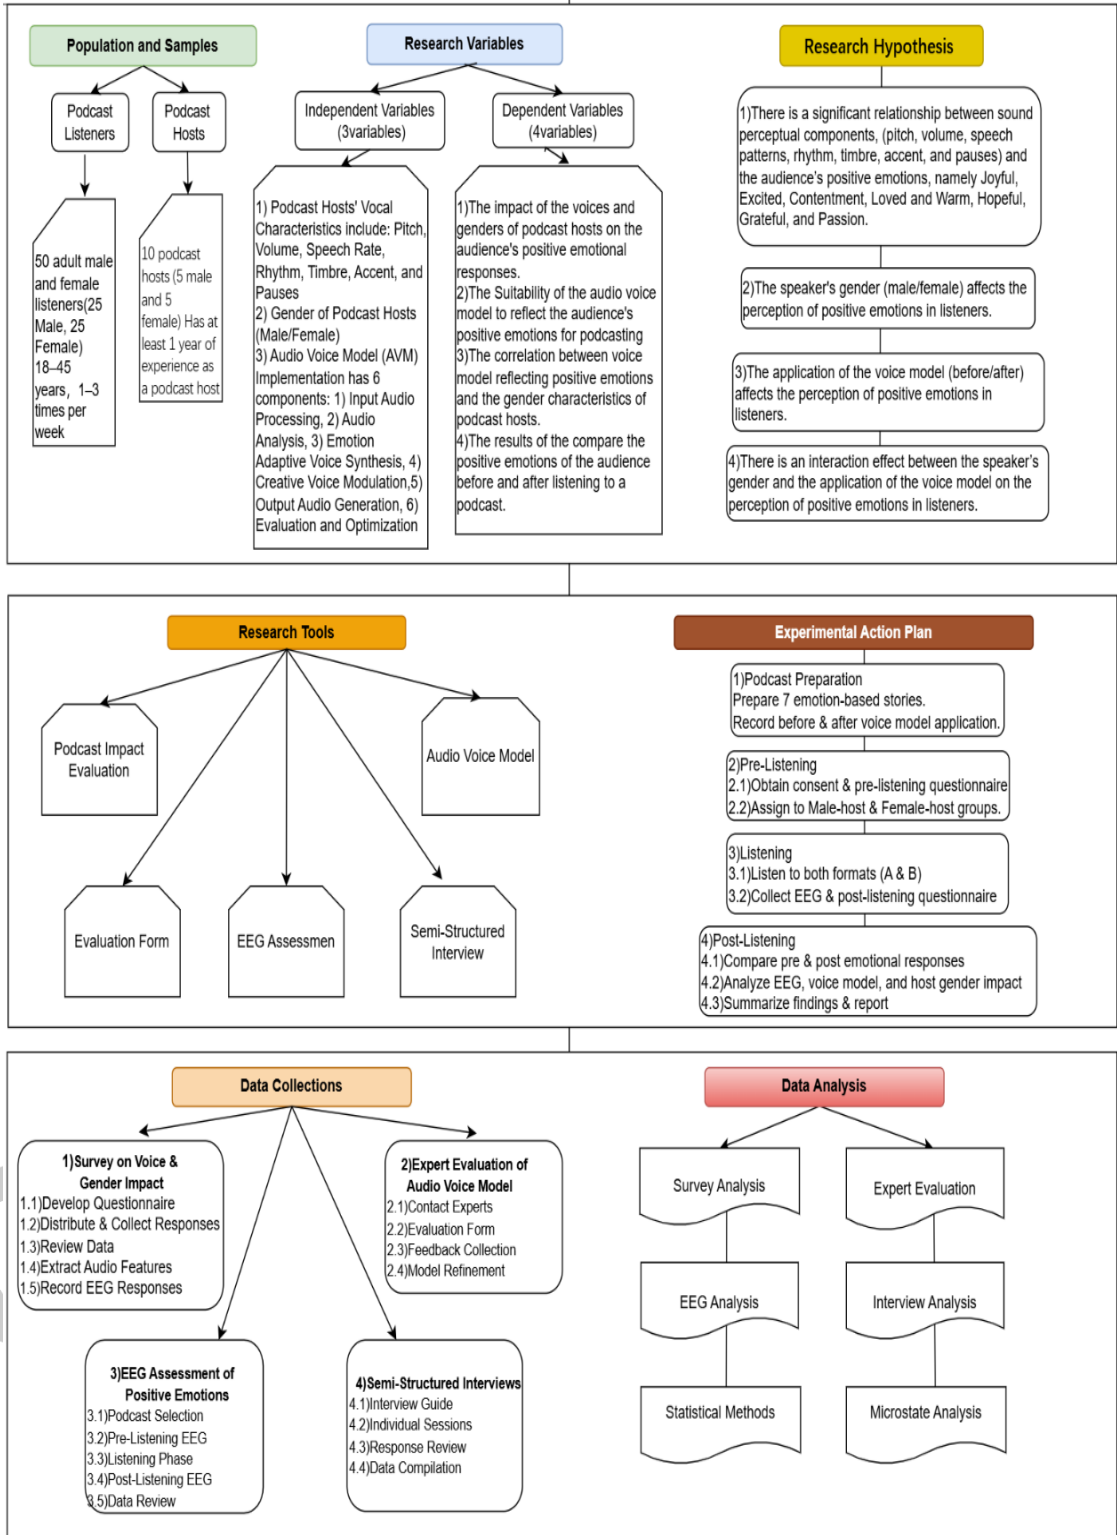 Population and Samples
Podcast
Listeners
Podcast
Hosts
50 adult male
and female
listeners(25
Male, 25
Female)
18–45
years, 1–3
times per
week
10 podcast
hosts (5 male
and 5
female) Has at
least 1 year of
experience as
a podcast host
Research Variables
Independent Variables
(3variables)
Dependent Variables
(4variables)
1) Podcast Hosts' Vocal
Characteristics include: Pitch,
Volume, Speech Rate,
Rhythm, Timbre, Accent, and
Pauses
2) Gender of Podcast Hosts
(Male/Female)
3) Audio Voice Model (AVM)
Implementation has 6
components: 1) Input Audio
Processing, 2) Audio
Analysis, 3) Emotion
Adaptive Voice Synthesis, 4)
Creative Voice Modulation,5)
Output Audio Generation, 6)
Evaluation and Optimization
1)The impact of the voices and
genders of podcast hosts on the
audience's positive emotional
responses.
2)The Suitability of the audio voice
model to reflect the audience's
positive emotions for podcasting
3)The correlation between voice
model reflecting positive emotions
and the gender characteristics of
podcast hosts.
4)The results of the compare the
positive emotions of the audience
before and after listening to a
podcast.
Research Hypothesis
1)There is a significant relationship between sound
perceptual components, (pitch, volume, speech
patterns, rhythm, timbre, accent, and pauses) and
the audience's positive emotions, namely Joyful,
Excited, Contentment, Loved and Warm, Hopeful,
Grateful, and Passion.
2)The speaker's gender (male/female) affects the
perception of positive emotions in listeners.
3)The application of the voice model (before/after)
affects the perception of positive emotions in
listeners.
4)There is an interaction effect between the speaker's
gender and the application of the voice model on the
perception of positive emotions in listeners.
Research Tools
Podcast Impact
Evaluation
Audio Voice Model
Evaluation Form
EEG Assessmen
Semi-Structured
Interview
Experimental Action Plan
1)Podcast Preparation
Prepare 7 emotion-based stories.
Record before & after voice model application.
2)Pre-Listening
2.1)Obtain consent & pre-listening questionnaire
2.2)Assign to Male-host & Female-host groups.
3)Listening
3.1)Listen to both formats (A & B)
3.2)Collect EEG & post-listening questionnaire
4)Post-Listening
4.1)Compare pre & post emotional responses
4.2)Analyze EEG, voice model, and host gender impact
4.3)Summarize findings & report
Data Collections
1)Survey on Voice &
Gender Impact
1.1)Develop Questionnaire
1.2)Distribute & Collect Responses
1.3)Review Data
1.4)Extract Audio Features
1.5)Record EEG Responses
2)Expert Evaluation of
Audio Voice Model
2.1)Contact Experts
2.2)Evaluation Form
2.3)Feedback Collection
2.4)Model Refinement
3)EEG Assessment of
Positive Emotions
3.1)Podcast Selection
3.2)Pre-Listening EEG
3.3)Listening Phase
3.4)Post-Listening EEG
3.5)Data Review
4)Semi-Structured Interviews
4.1)Interview Guide
4.2)Individual Sessions
4.3)Response Review
4.4)Data Compilation
Data Analysis
Survey Analysis
Expert Evaluation
EEG Analysis
Interview Analysis
Statistical Methods
Microstate Analysis